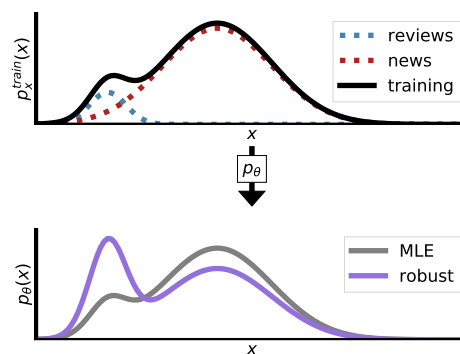 p_x^train(x)
reviews
news
training
x
p_θ
p_θ(x)
MLE
robust
x